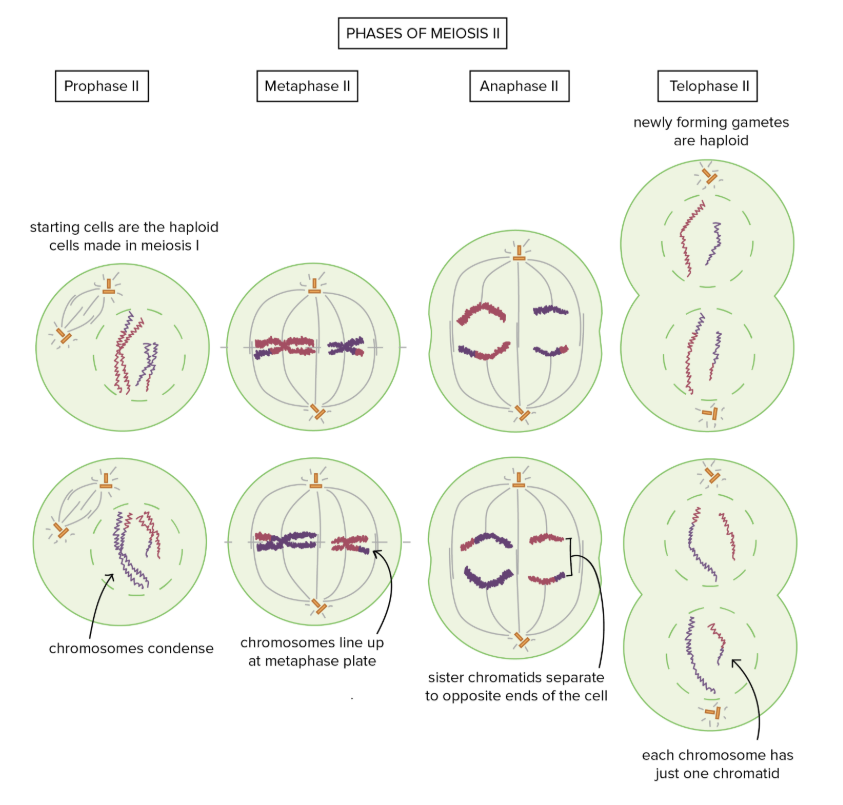 PHASES OF MEIOSIS II
Prophase II
Metaphase II
Anaphase II
Telophase II
newly forming gametes
are haploid
starting cells are the haploid
cells made in meiosis I
chromosomes condense
chromosomes line up
at metaphase plate
sister chromatids separate
to opposite ends of the cell
each chromosome has
just one chromatid